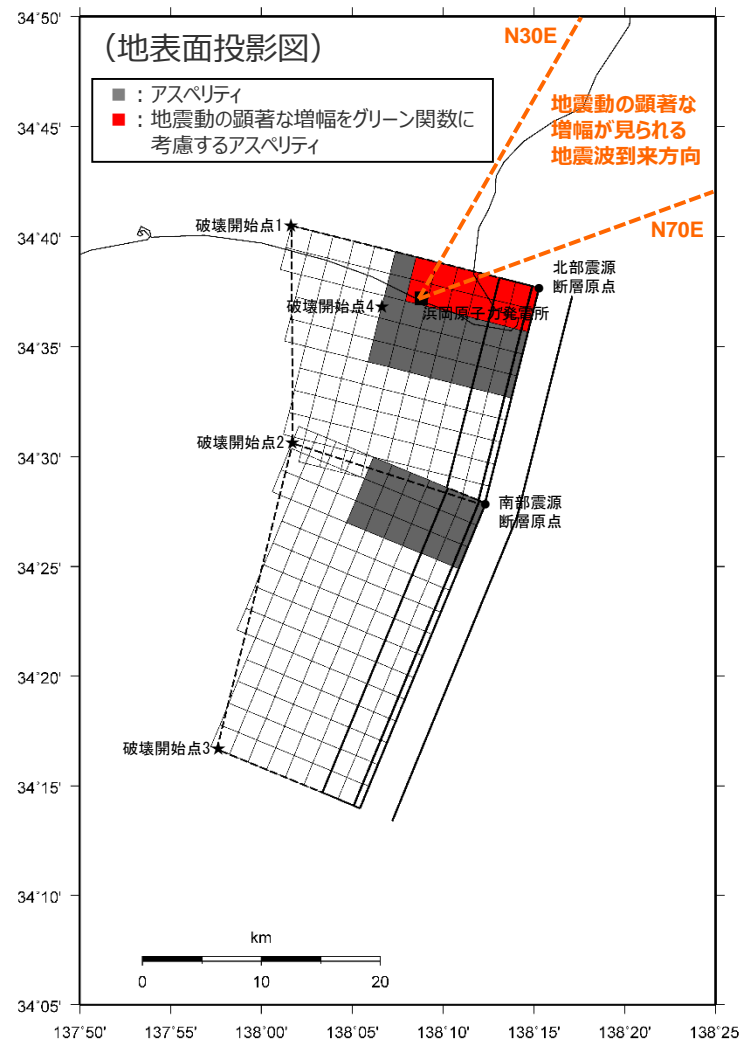 34°50'
(地表面投影図)
N30E
■ : アスペリティ
■ : 地震動の顕著な増幅をグリーン関数に
考慮するアスペリティ
地震動の顕著な
増幅が見られる
地震波到来方向
34°45'
破壊開始点1★
34°40'
N70E
北部震源
断層原点
破壊開始点4★
浜岡原子力発電所
34°35'
破壊開始点2★
34°30'
南部震源
断層原点
34°25'
34°20'
破壊開始点3★
34°15'
34°10'
km
0 10 20
34°05'
137°50' 137°55' 138°00' 138°05' 138°10' 138°15' 138°20' 138°25'